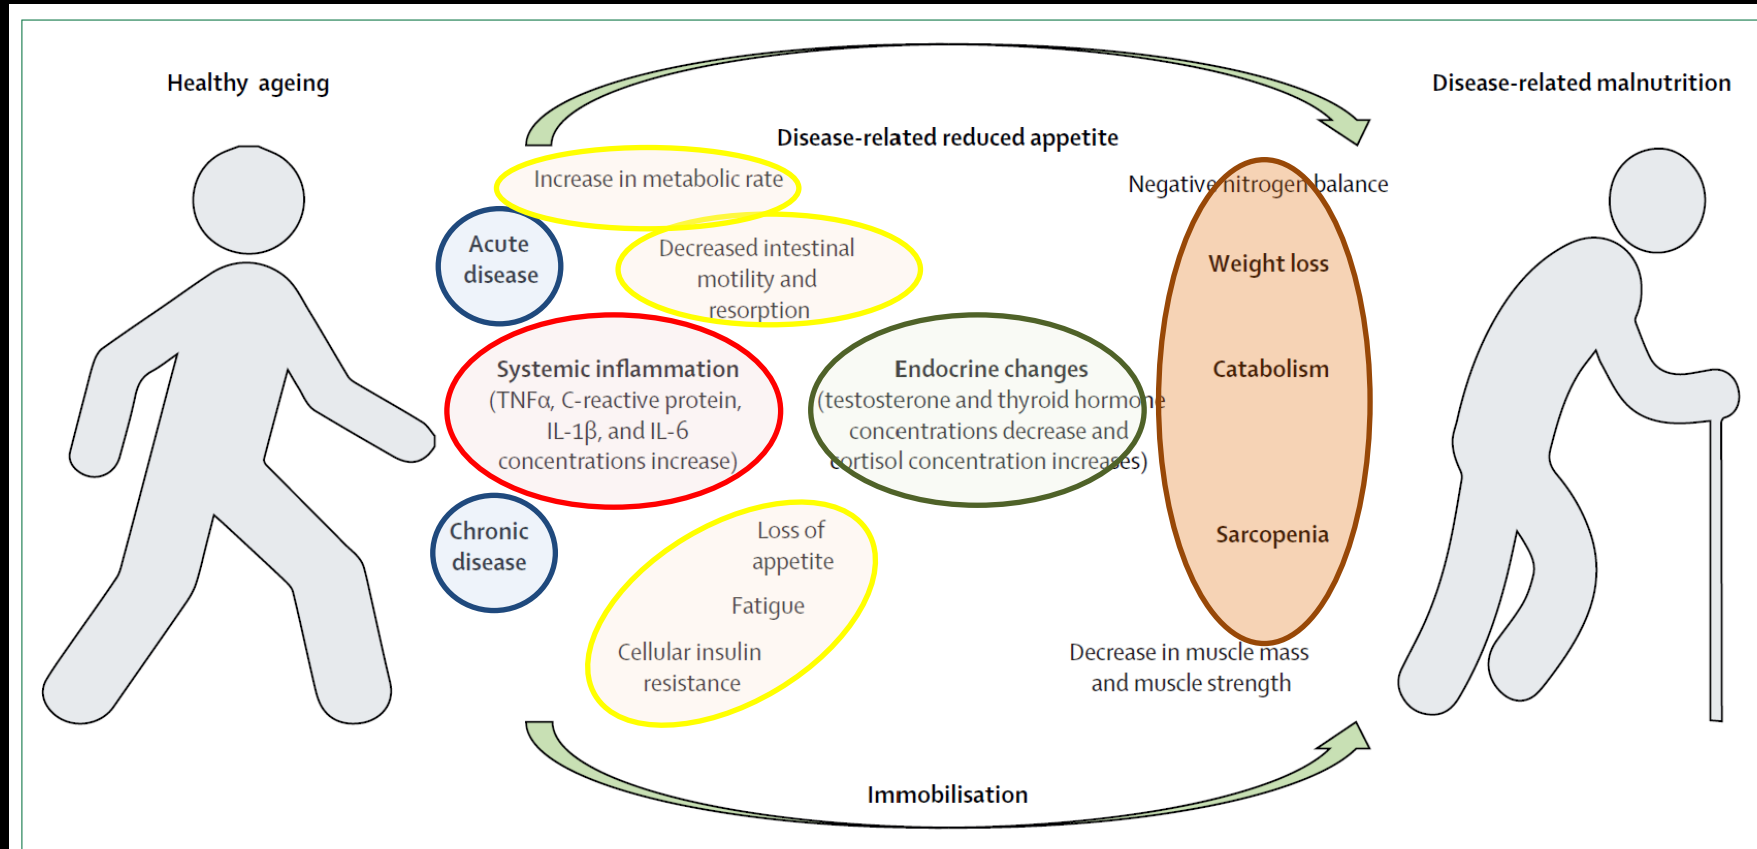 Healthy ageing
Disease-related malnutrition
Disease-related reduced appetite
Increase in metabolic rate
Negative nitrogen balance
Acute
disease
Decreased intestinal
motility and
resorption
Weight loss
Systemic inflammation
(TNFα, C-reactive protein,
IL-1β, and IL-6
concentrations increase)
Endocrine changes
(testosterone and thyroid hormone
concentrations decrease and
cortisol concentration increases)
Catabolism
Chronic
disease
Loss of
appetite
Fatigue
Cellular insulin
resistance
Sarcopenia
Decrease in muscle mass
and muscle strength
Immobilisation